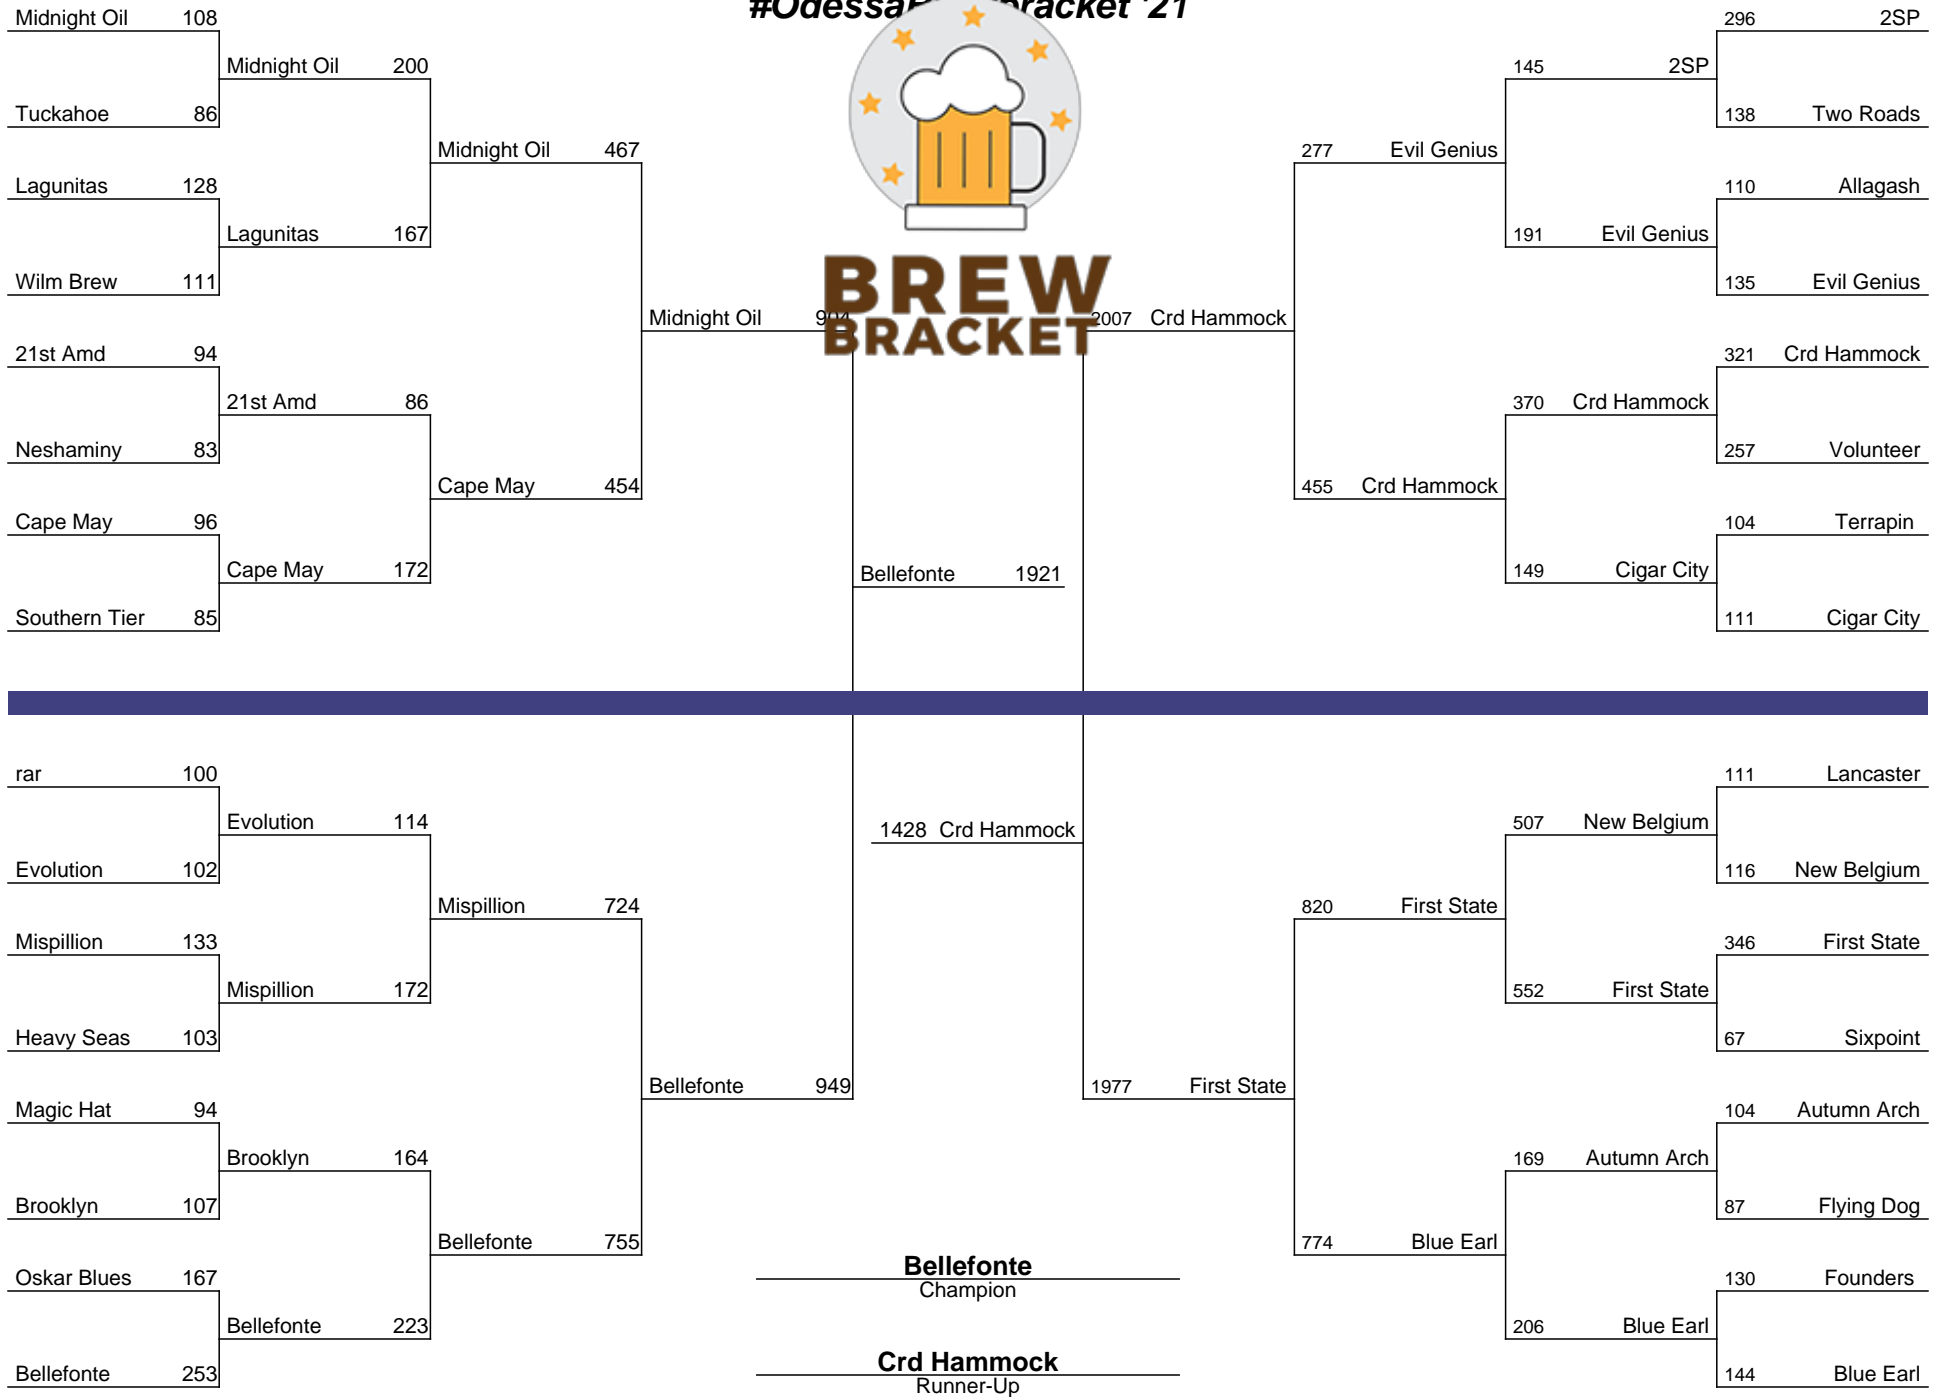 #OdessaB bracket '21
BREW
BRACKET
Midnight Oil 108
Tuckahoe 86
Lagunitas 128
Wilm Brew 111
21st Amd 94
Neshaminy 83
Cape May 96
Southern Tier 85
Midnight Oil 200
Lagunitas 167
21st Amd 86
Cape May 172
Midnight Oil 467
Cape May 454
Midnight Oil 904
rar 100
Evolution 102
Mispillion 133
Heavy Seas 103
Magic Hat 94
Brooklyn 107
Oskar Blues 167
Bellefonte 253
Evolution 114
Mispillion 172
Brooklyn 164
Bellefonte 223
Mispillion 724
Bellefonte 755
Bellefonte 949
Bellefonte 1921
1428 Crd Hammock
2007 Crd Hammock
1977 First State
277 Evil Genius
455 Crd Hammock
145 2SP
191 Evil Genius
370 Crd Hammock
149 Cigar City
296 2SP
138 Two Roads
110 Allagash
135 Evil Genius
321 Crd Hammock
257 Volunteer
104 Terrapin
111 Cigar City
820 First State
774 Blue Earl
507 New Belgium
552 First State
169 Autumn Arch
206 Blue Earl
111 Lancaster
116 New Belgium
346 First State
67 Sixpoint
104 Autumn Arch
87 Flying Dog
130 Founders
144 Blue Earl
Bellefonte
Champion
Crd Hammock
Runner-Up